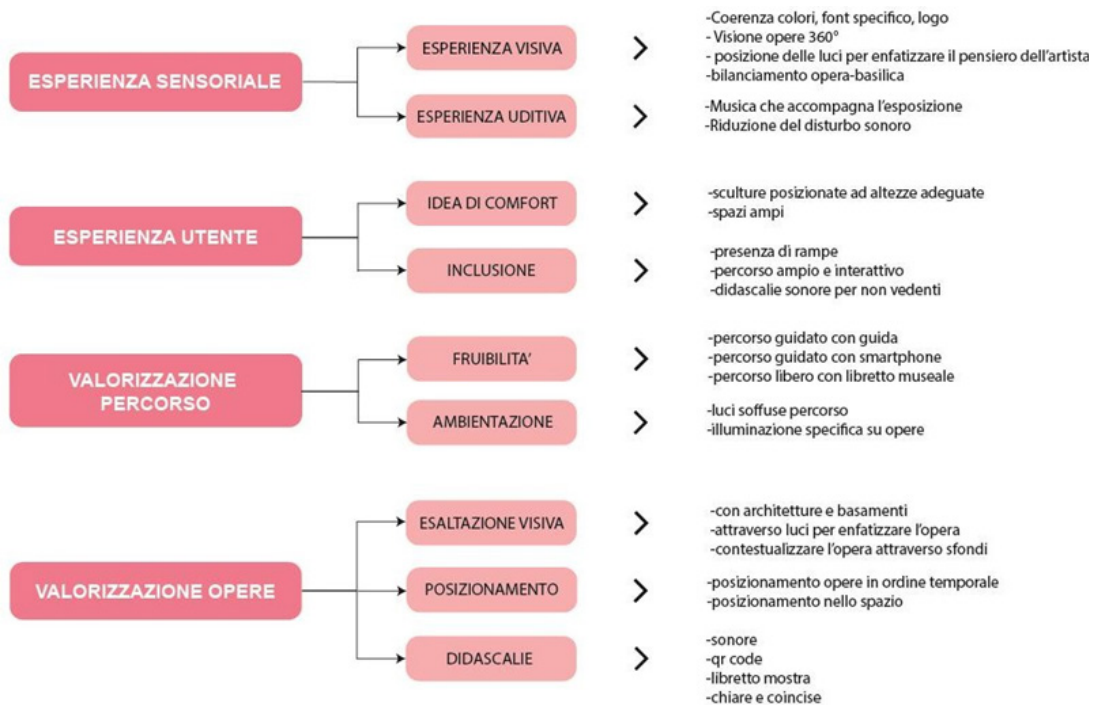 ESPERIENZA SENSORIALE
ESPERIENZA VISIVA
-Coerenza colori, font specifico, logo
- Visione opere 360°
- posizione delle luci per enfatizzare il pensiero dell'artista
-bilanciamento opera-basilica
ESPERIENZA UDITIVA
-Musica che accompagna l'esposizione
-Riduzione del disturbo sonoro
ESPERIENZA UTENTE
IDEA DI COMFORT
-sculture posizionate ad altezze adeguate
-spazi ampi
INCLUSIONE
-presenza di rampe
-percorso ampio e interattivo
-didascalie sonore per non vedenti
VALORIZZAZIONE
PERCORSO
FRUIBILITA'
-percorso guidato con guida
-percorso guidato con smartphone
-percorso libero con libretto museale
AMBIENTAZIONE
-luci soffuse percorso
-illuminazione specifica su opere
VALORIZZAZIONE OPERE
ESALTAZIONE VISIVA
-con architetture e basamenti
-attraverso luci per enfatizzare l'opera
-contestualizzare l'opera attraverso sfondi
POSIZIONAMENTO
-posizionamento opere in ordine temporale
-posizionamento nello spazio
DIDASCALIE
-sonore
-qr code
-libretto mostra
-chiare e coincise